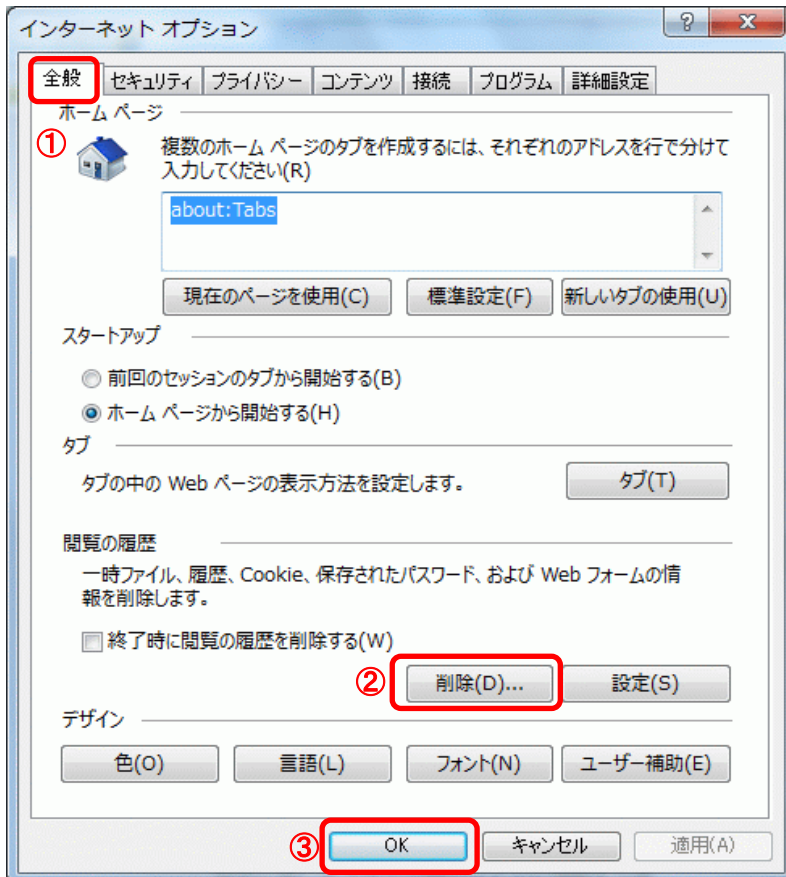 インターネット オプション
全般 セキュリティ プライバシー コンテンツ 接続 プログラム 詳細設定
ホーム ページ
①
複数のホーム ページのタブを作成するには、それぞれのアドレスを行で分けて
入力してください(R)
about:Tabs
現在のページを使用(C) 標準設定(F) 新しいタブの使用(U)
スタートアップ
前回のセッションのタブから開始する(B)
ホーム ページから開始する(H)
タブ
タブの中の Web ページの表示方法を設定します。 タブ(T)
閲覧の履歴
一時ファイル、履歴、Cookie、保存されたパスワード、および Web フォームの情
報を削除します。
終了時に閲覧の履歴を削除する(W)
② 削除(D)... 設定(S)
デザイン
色(O) 言語(L) フォント(N) ユーザー補助(E)
③ OK キャンセル 適用(A)